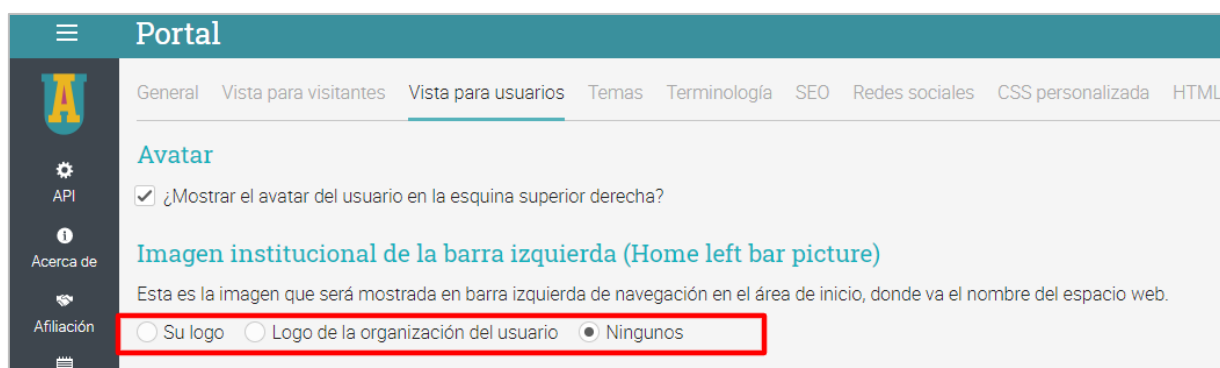 Portal
General Vista para visitantes Vista para usuarios Temas Terminología SEO Redes sociales CSS personalizada HTML
A
Avatar
API
¿Mostrar el avatar del usuario en la esquina superior derecha?
Imagen institucional de la barra izquierda (Home left bar picture)
Acerca de
Esta es la imagen que será mostrada en barra izquierda de navegación en el área de inicio, donde va el nombre del espacio web.
Afiliación
Su logo Logo de la organización del usuario Ningunos